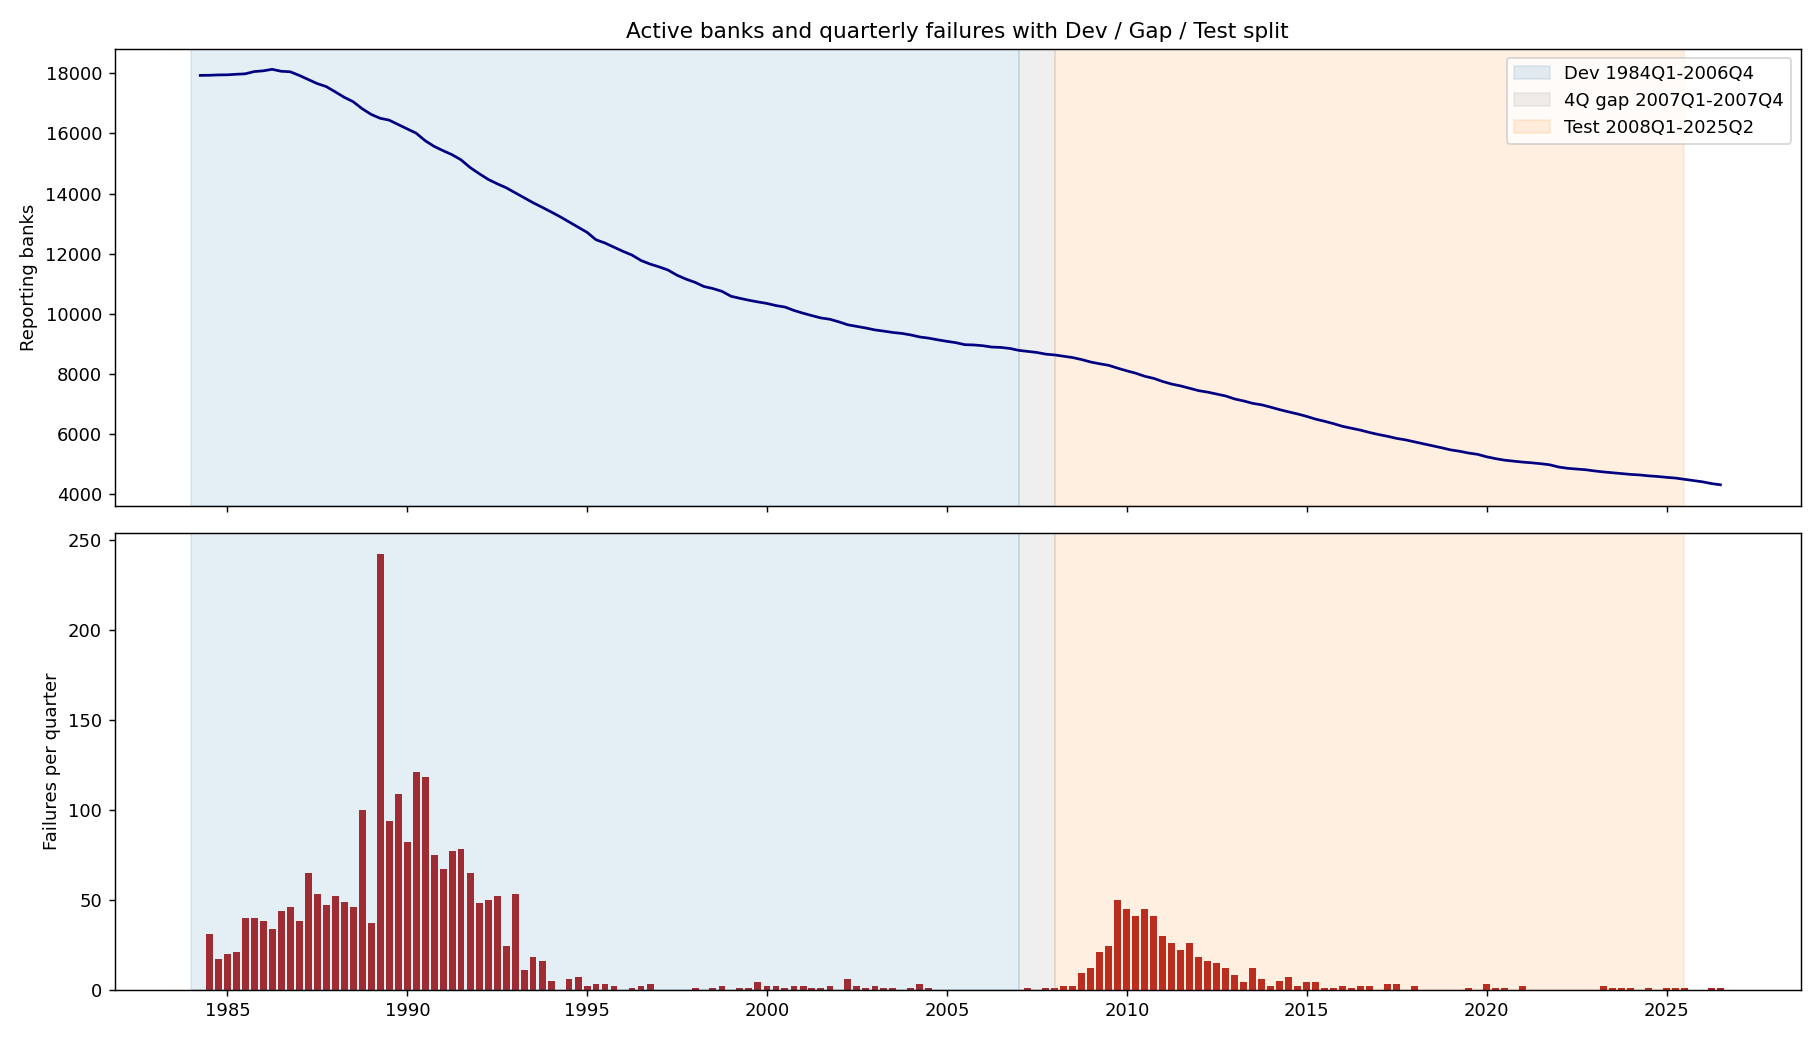 Active banks and quarterly failures with Dev / Gap / Test split
Dev 1984Q1-2006Q4
4Q gap 2007Q1-2007Q4
Test 2008Q1-2025Q2
Reporting banks
18000
16000
14000
12000
10000
8000
6000
4000
Failures per quarter
250
200
150
100
50
0
1985 1990 1995 2000 2005 2010 2015 2020 2025